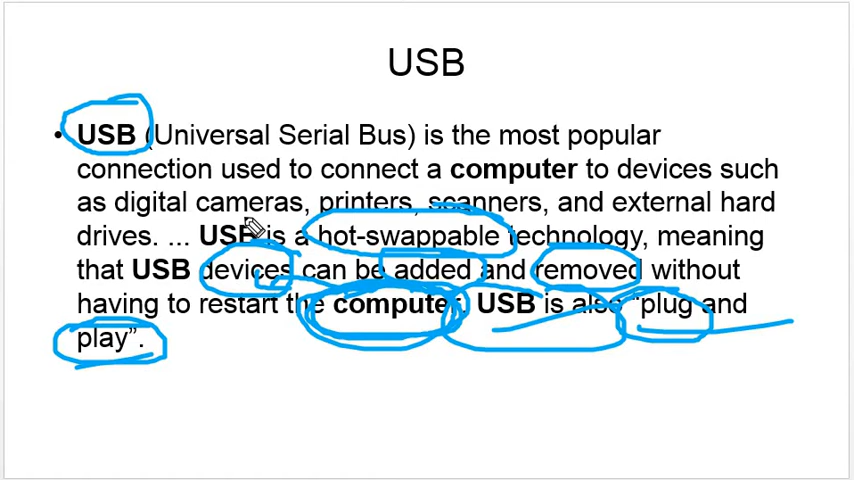 USB
• USB (Universal Serial Bus) is the most popular
connection used to connect a computer to devices such
as digital cameras, printers, scanners, and external hard
drives. ... USB is a hot-swappable technology, meaning
that USB devices can be added and removed without
having to restart the computer. USB is also “plug and
play”.